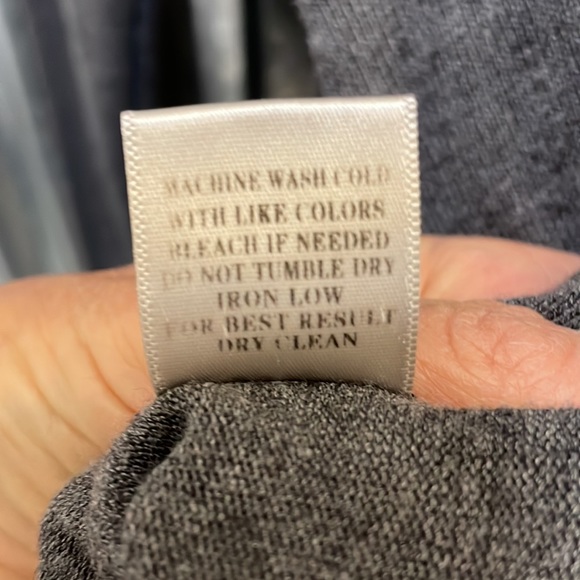 MACHINE WASH COLD
WITH LIKE COLORS
BLEACH IF NEEDED
DO NOT TUMBLE DRY
IRON LOW
FOR BEST RESULT
DRY CLEAN